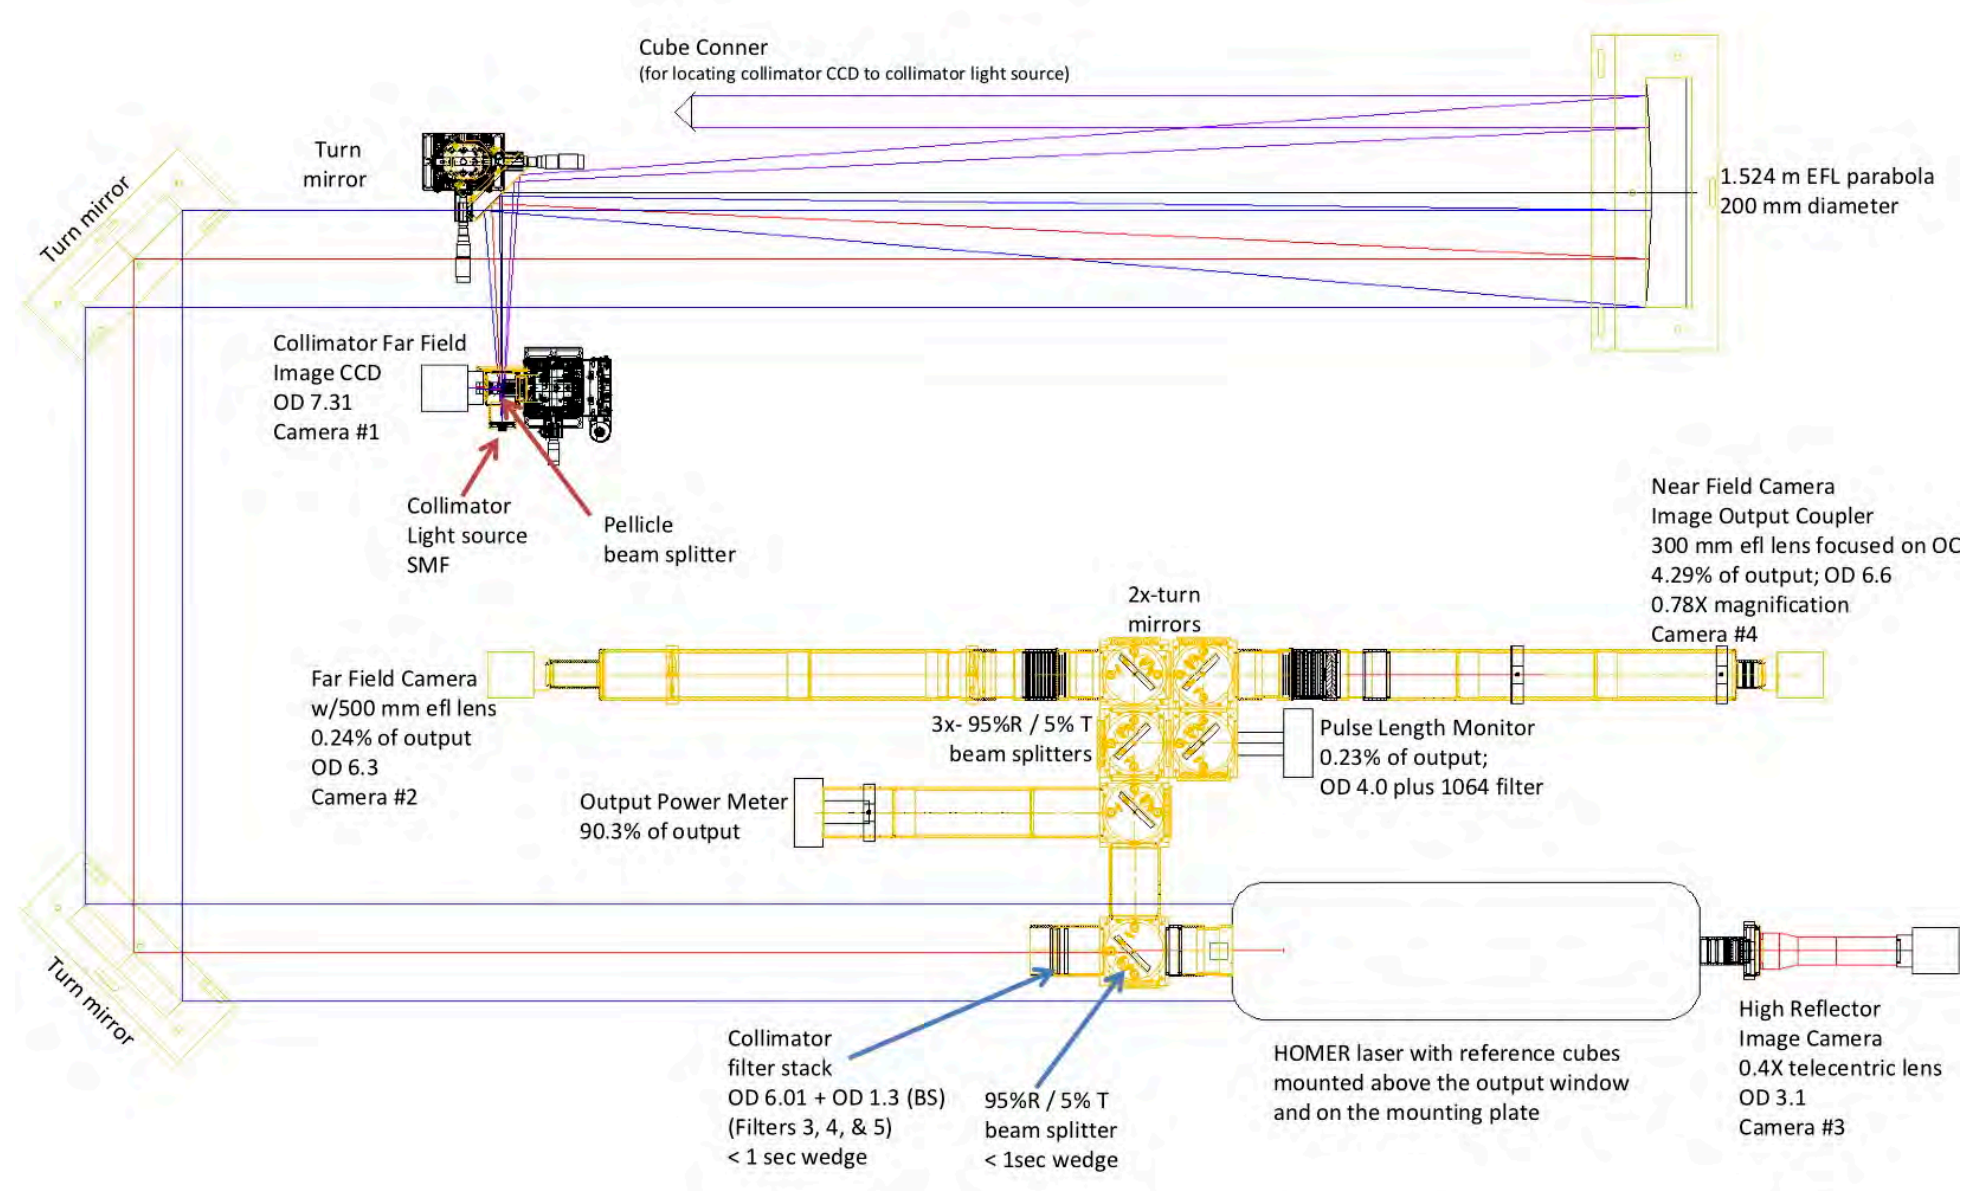 Cube Conner
(for locating collimator CCD to collimator light source)
Turn
mirror
Turn mirror
1.524 m EFL parabola
200 mm diameter
Collimator Far Field
Image CCD
OD 7.31
Camera #1
Collimator
Light source
SMF
Pellicle
beam splitter
Near Field Camera
Image Output Coupler
300 mm efl lens focused on OC
4.29% of output; OD 6.6
0.78X magnification
Camera #4
2x-turn
mirrors
Far Field Camera
w/500 mm efl lens
0.24% of output
OD 6.3
Camera #2
3x- 95%R / 5% T
beam splitters
Pulse Length Monitor
0.23% of output;
OD 4.0 plus 1064 filter
Output Power Meter
90.3% of output
Turn mirror
Collimator
filter stack
OD 6.01 + OD 1.3 (BS)
(Filters 3, 4, & 5)
< 1 sec wedge
95%R / 5% T
beam splitter
< 1sec wedge
HOMER laser with reference cubes
mounted above the output window
and on the mounting plate
High Reflector
Image Camera
0.4X telecentric lens
OD 3.1
Camera #3